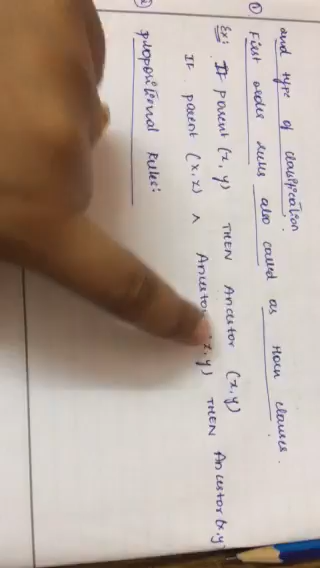 and type of classification.
① First order rules also called as Horn clauses.
Ex: IF parent (x, y) THEN Ancestor (x, y)
IF parent (x, z) ∧ Ancestor (z, y) THEN Ancestor (x, y
② propositional Rules: